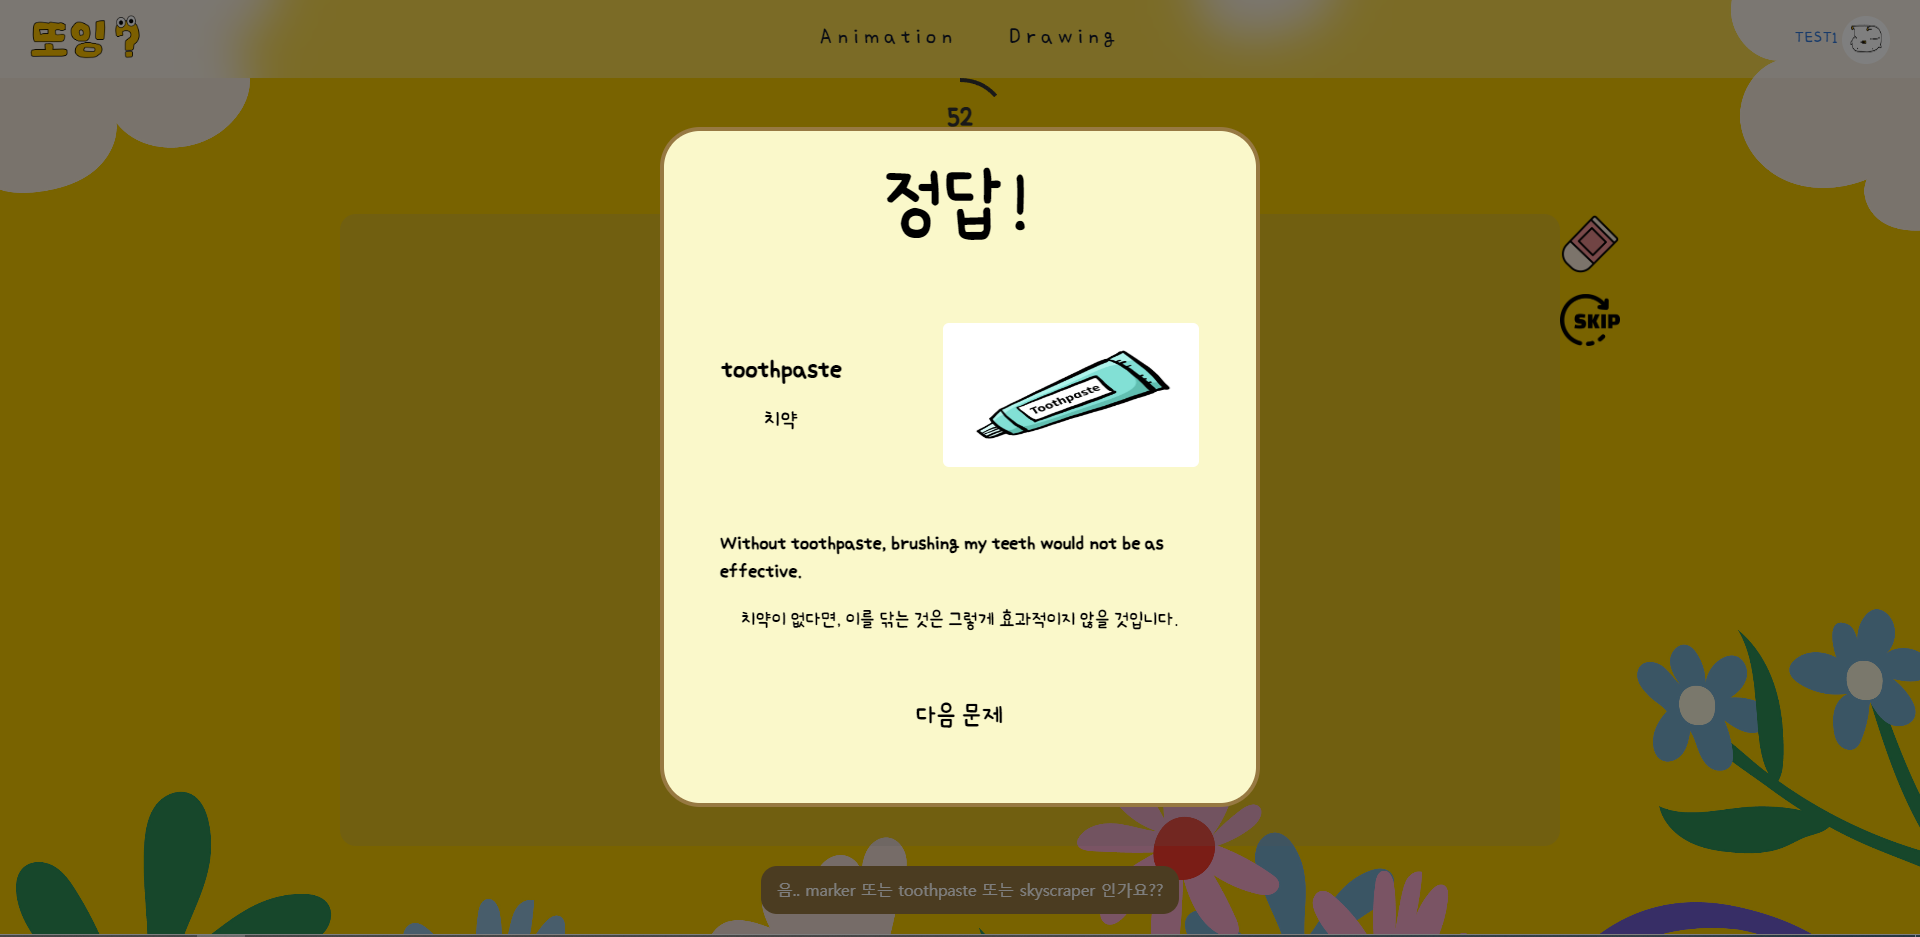 또잉?
Animation
Drawing
TEST1
52
정답!
SKIP
toothpaste
치약
Toothpaste
Without toothpaste, brushing my teeth would not be as
effective.
치약이 없다면, 이를 닦는 것은 그렇게 효과적이지 않을 것입니다.
다음 문제
음.. marker 또는 toothpaste 또는 skyscraper 인가요??